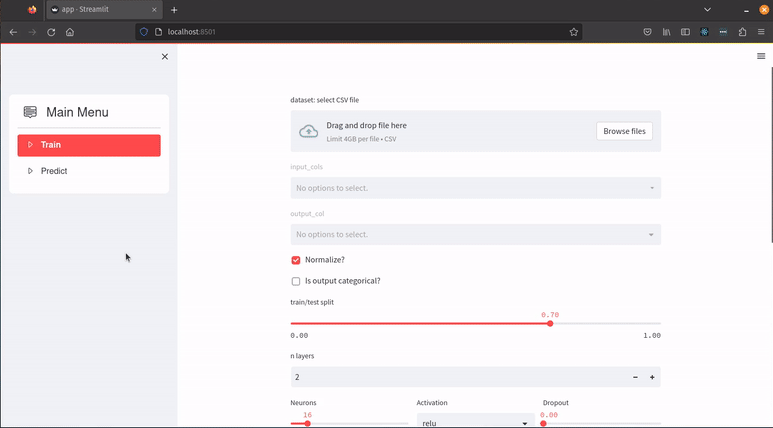 app · Streamlit
localhost:8501
Main Menu
Train
Predict
dataset: select CSV file
Drag and drop file here
Limit 4GB per file • CSV
Browse files
input_cols
No options to select.
output_col
No options to select.
Normalize?
Is output categorical?
train/test split
0.70
0.00 1.00
n layers
2
Neurons Activation Dropout
16 0.00
relu